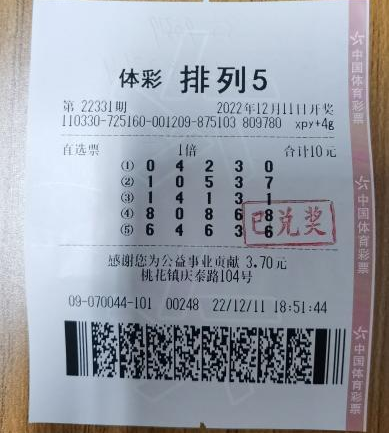 体彩 排列5
第 22331期 2022年12月11日开奖
110330-725160-001209-875103 809780 xpy+4g
直选票 1倍 合计10元
① 0 4 2 3 0
② 1 0 5 3 7
③ 1 4 1 3 1
④ 8 0 8 6 8
⑤ 6 4 6 3 6
已兑奖
感谢您为公益事业贡献 3.70元
桃花镇庆泰路104号
09-070044-101 00248 22/12/11 18:51:44
中国体育彩票
中国体育彩票
中国体育彩票